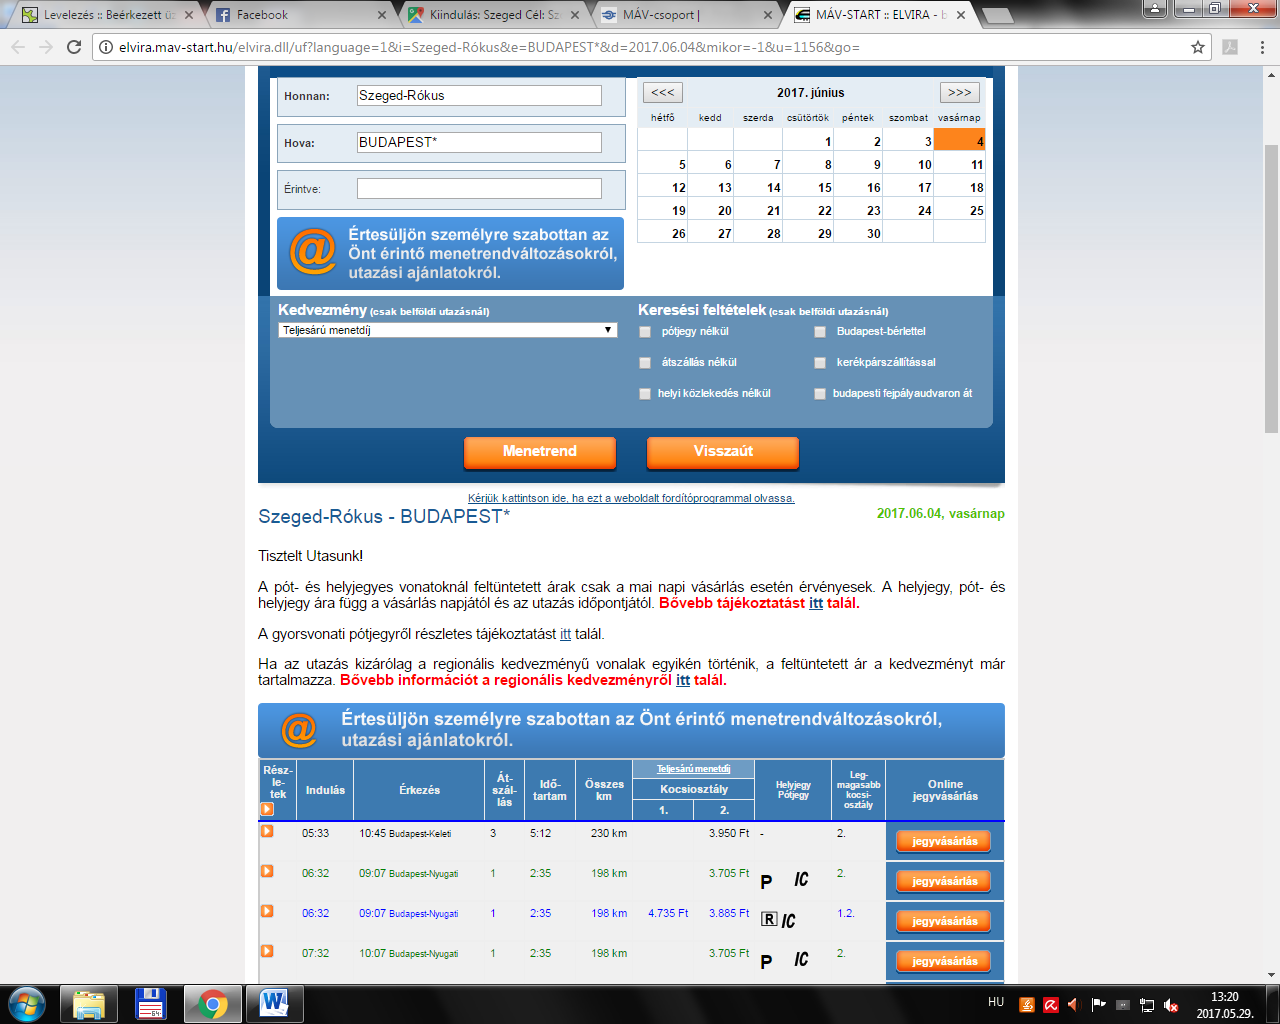 Levelezés :: Beérkezett üz
Facebook
Kiindulás: Szeged Cél: Sz
MÁV-csoport |
MÁV-START :: ELVIRA - b
elvira.mav-start.hu/elvira.dll/uf?language=1&i=Szeged-Rókus&e=BUDAPEST*&d=2017.06.04&mikor=-1&u=1156&go=
Honnan: Szeged-Rókus
Hova: BUDAPEST*
Érintve:
<<< 2017. június >>>
hétfő kedd szerda csütörtök péntek szombat vasárnap
1 2 3 4
5 6 7 8 9 10 11
12 13 14 15 16 17 18
19 20 21 22 23 24 25
26 27 28 29 30
@ Értesüljön személyre szabottan az
Önt érintő menetrendváltozásokról,
utazási ajánlatokról.
Kedvezmény (csak belföldi utazásnál)
Teljesárú menetdíj
Keresési feltételek (csak belföldi utazásnál)
pótjegy nélkül Budapest-bérlettel
átszállás nélkül kerékpárszállítással
helyi közlekedés nélkül budapesti fejpályaudvaron át
Menetrend Visszaút
Kérjük kattintson ide, ha ezt a weboldalt fordítóprogrammal olvassa.
Szeged-Rókus - BUDAPEST* 2017.06.04, vasárnap
Tisztelt Utasunk!
A pót- és helyjegyes vonatoknál feltüntetett árak csak a mai napi vásárlás esetén érvényesek. A helyjegy, pót- és
helyjegy ára függ a vásárlás napjától és az utazás időpontjától. Bővebb tájékoztatást itt talál.
A gyorsvonati pótjegyről részletes tájékoztatást itt talál.
Ha az utazás kizárólag a regionális kedvezményű vonalak egyikén történik, a feltüntetett ár a kedvezményt már
tartalmazza. Bővebb információt a regionális kedvezményről itt talál.
@ Értesüljön személyre szabottan az Önt érintő menetrendváltozásokról,
utazási ajánlatokról.
Rész-
le-
tek
Indulás
Érkezés
Át-
szál-
lás
Idő-
tartam
Összes
km
Teljesárú menetdíj
Kocsiosztály
1. 2.
Helyjegy
Pótjegy
Leg-
magasabb
kocsi-
osztály
Online
jegyvásárlás
05:33 10:45 Budapest-Keleti 3 5:12 230 km 3.950 Ft - 2. jegyvásárlás
06:32 09:07 Budapest-Nyugati 1 2:35 198 km 3.705 Ft P IC 2. jegyvásárlás
06:32 09:07 Budapest-Nyugati 1 2:35 198 km 4.735 Ft 3.885 Ft R IC 1.2. jegyvásárlás
07:32 10:07 Budapest-Nyugati 1 2:35 198 km 3.705 Ft P IC 2. jegyvásárlás
64
HU
13:20
2017.05.29.